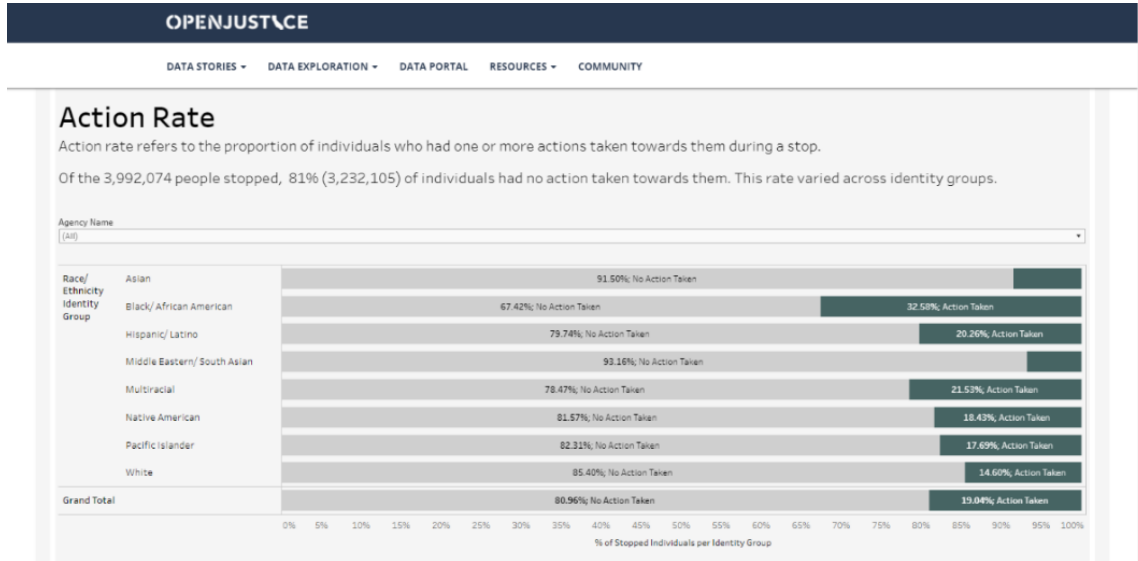 OPENJUSTICE
DATA STORIES DATA EXPLORATION DATA PORTAL RESOURCES COMMUNITY
Action Rate
Action rate refers to the proportion of individuals who had one or more actions taken towards them during a stop.
Of the 3,992,074 people stopped, 81% (3,232,105) of individuals had no action taken towards them. This rate varied across identity groups.
Agency Name
(All)
Race/
Ethnicity
Identity
Group
Asian 91.50%; No Action Taken
Black/ African American 67.42%; No Action Taken 32.58%; Action Taken
Hispanic/ Latino 79.74%; No Action Taken 20.26%; Action Taken
Middle Eastern/ South Asian 93.16%; No Action Taken
Multiracial 78.47%; No Action Taken 21.53%; Action Taken
Native American 81.57%; No Action Taken 18.43%; Action Taken
Pacific Islander 82.31%; No Action Taken 17.69%; Action Taken
White 85.40%; No Action Taken 14.60%; Action Taken
Grand Total 80.96%; No Action Taken 19.04%; Action Taken
0% 5% 10% 15% 20% 25% 30% 35% 40% 45% 50% 55% 60% 65% 70% 75% 80% 85% 90% 95% 100%
% of Stopped Individuals per Identity Group